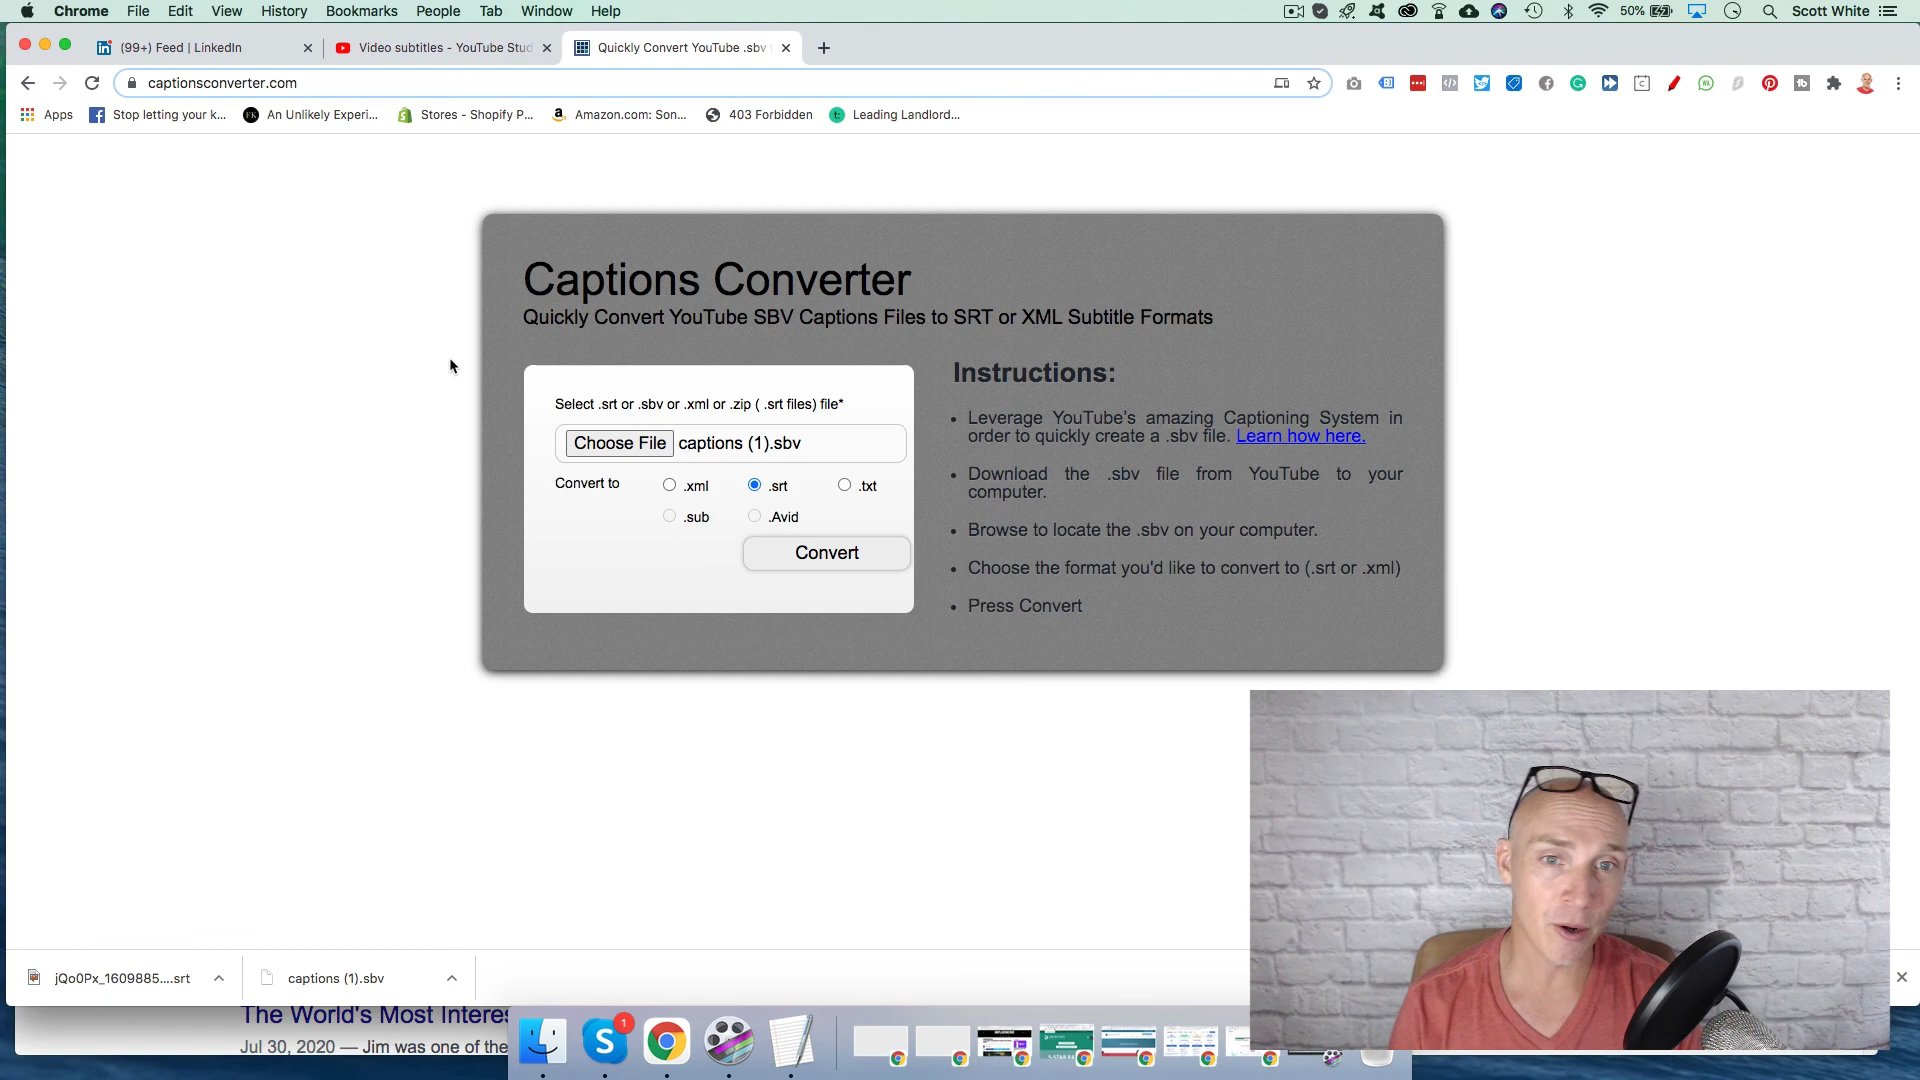 Chrome File Edit View History Bookmarks People Tab Window Help 50% Scott White
(99+) Feed | LinkedIn Video subtitles - YouTube Stud Quickly Convert YouTube .sbv
captionsconverter.com
Apps Stop letting your k... An Unlikely Experi... Stores - Shopify P... Amazon.com: Son... 403 Forbidden Leading Landlord...
Captions Converter
Quickly Convert YouTube SBV Captions Files to SRT or XML Subtitle Formats
Select .srt or .sbv or .xml or .zip ( .srt files) file*
Choose File captions (1).sbv
Convert to .xml .srt .txt
.sub .Avid
Convert
Instructions:
• Leverage YouTube’s amazing Captioning System in
order to quickly create a .sbv file. Learn how here.
• Download the .sbv file from YouTube to your
computer.
• Browse to locate the .sbv on your computer.
• Choose the format you'd like to convert to (.srt or .xml)
• Press Convert
jQo0Px_1609885....srt captions (1).sbv
The World's Most Interes
Jul 30, 2020 — Jim was one of the
1